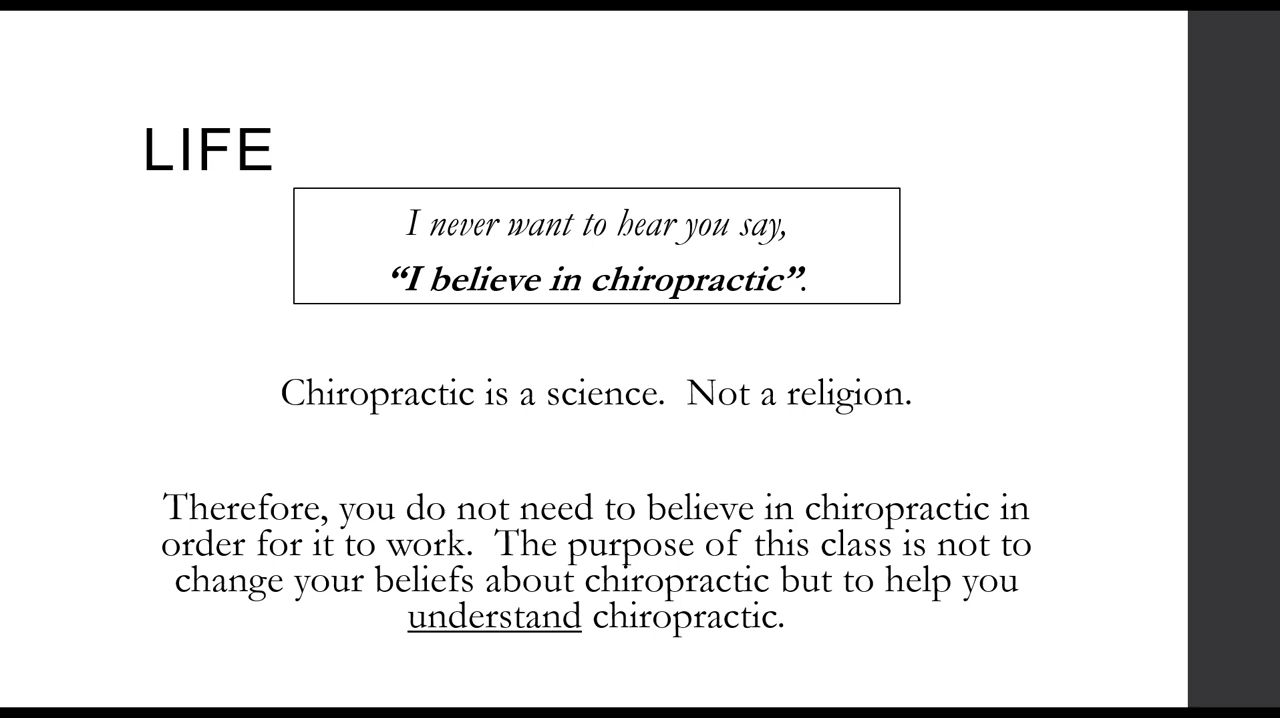 LIFE
I never want to hear you say,
“I believe in chiropractic”.
Chiropractic is a science.  Not a religion.
Therefore, you do not need to believe in chiropractic in
order for it to work.  The purpose of this class is not to
change your beliefs about chiropractic but to help you
understand chiropractic.